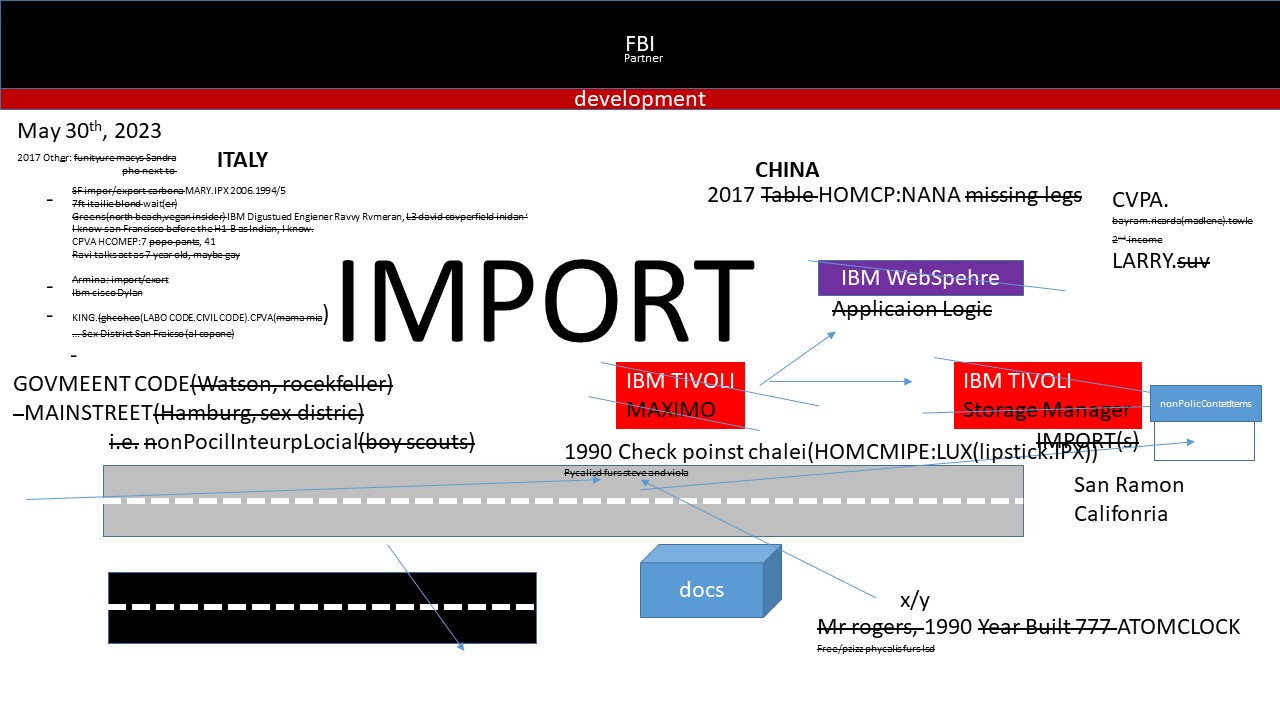 FBI
Partner
development
May 30th, 2023
2017 Other: funityure macys Sandra
pho next to
ITALY
- SF impor/export carbona MARY.IPX 2006.1994/5
7ft itailie blond wait(er)
Greens(north beach,vegan insider) IBM Digustued Engiener Ravvy Rvmeran, L3 david covperfield inidan '
I know san Francisco before the H1-B as Indian, I know.
CPVA HCOMEP:7 popo pants, 41
Ravi talks act as 7 year old, maybe gay
- Armina: import/exort
Ibm cisco Dylan
- KING.(ghcohco(LABO CODE.CIVIL CODE).CPVA(mama mia)
... Sex District San Fraicso (al copone)
-
CHINA
2017 Table HOMCP:NANA missing legs
CVPA.
bayram.ricarda(madlene).towle
2nd income
LARRY.suv
IMPORT
IBM WebSpehre
Applicaion Logic
GOVMEENT CODE(Watson, rocekfeller)
–MAINSTREET(Hamburg, sex distric)
i.e. nonPocilInteurpLocial(boy scouts)
IBM TIVOLI
MAXIMO
IBM TIVOLI
Storage Manager
nonPolicContetItems
IMPORT(s)
1990 Check poinst chalei(HOMCMIPE:LUX(lipstick.IPX))
Pycalisd furs steve and viola
San Ramon
Califonria
docs
x/y
Mr rogers, 1990 Year Built 777 ATOMCLOCK
Free/pzizz phycalis furs lsd